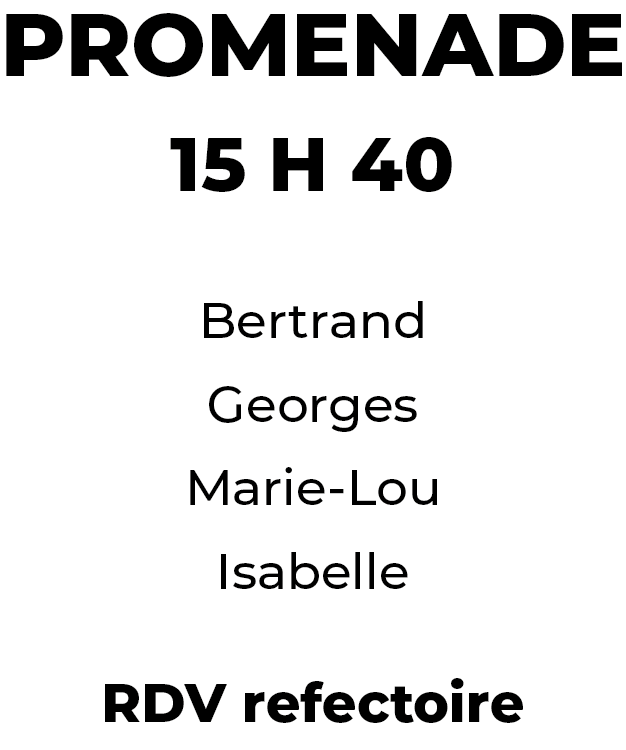 PROMENADE
15 H 40
Bertrand
Georges
Marie-Lou
Isabelle
RDV refectoire